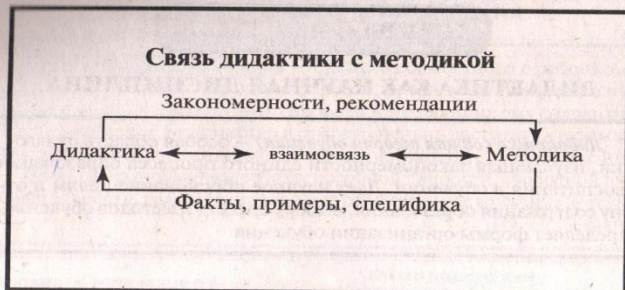 Связь дидактики с методикой
Закономерности, рекомендации
Дидактика взаимосвязь Методика
Факты, примеры, специфика